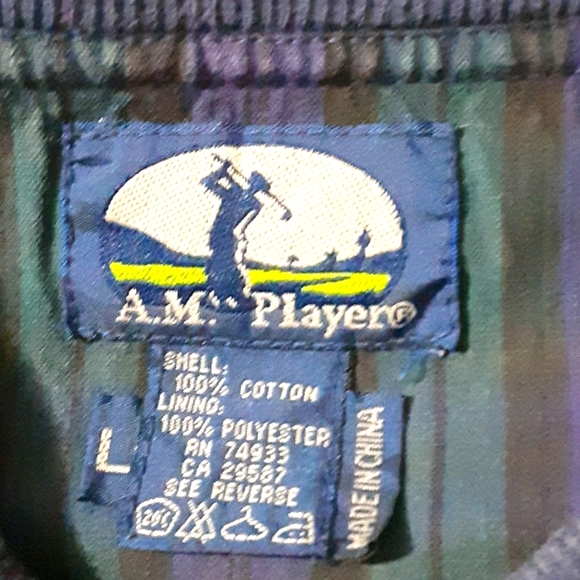 A.M. Player®
SHELL:
100% COTTON
LINING:
100% POLYESTER
RN 74933
CA 29587
SEE REVERSE
L
MADE IN CHINA